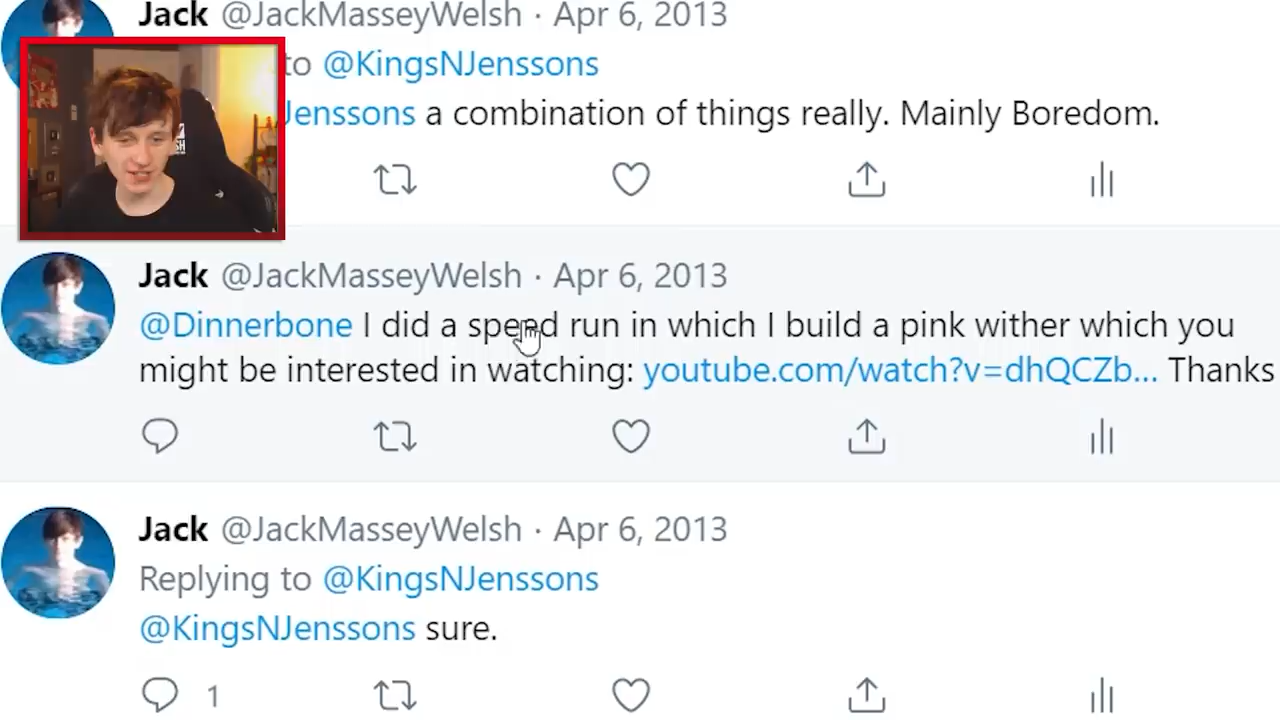 Jack @JackMasseyWelsh · Apr 6, 2013
to @KingsNJenssons
Jenssons a combination of things really. Mainly Boredom.
Jack @JackMasseyWelsh · Apr 6, 2013
@Dinnerbone I did a speed run in which I build a pink wither which you
might be interested in watching: youtube.com/watch?v=dhQCZb... Thanks
Jack @JackMasseyWelsh · Apr 6, 2013
Replying to @KingsNJenssons
@KingsNJenssons sure.
1